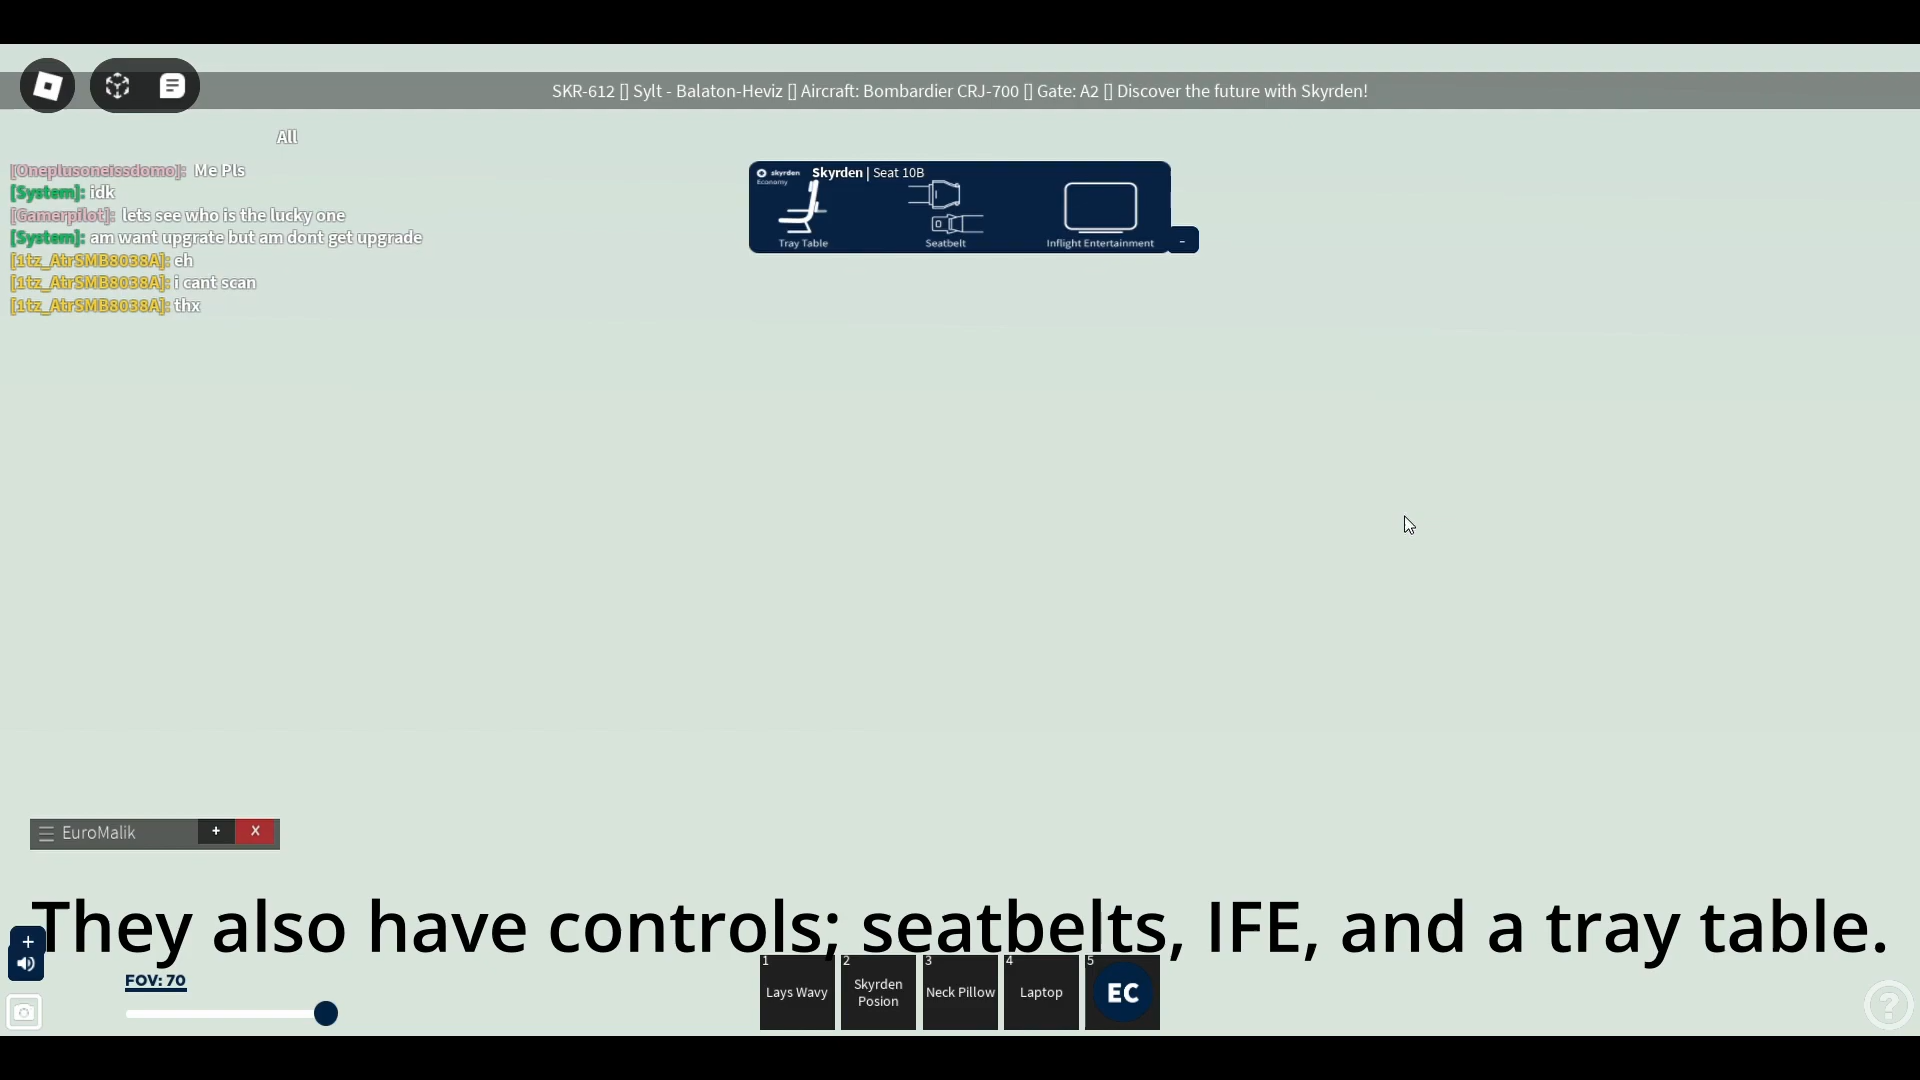 SKR-612 [] Sylt - Balaton-Heviz [] Aircraft: Bombardier CRJ-700 [] Gate: A2 [] Discover the future with Skyrden!
All
[Oneplusoneissdomo]: Me Pls
[System]: idk
[Gamerpilot]: lets see who is the lucky one
[System]: am want upgrate but am dont get upgrade
[1tz_AtrSMB8038A]: eh
[1tz_AtrSMB8038A]: i cant scan
[1tz_AtrSMB8038A]: thx
skyrden
Economy
Skyrden | Seat 10B
Tray Table
Seatbelt
Inflight Entertainment
-
EuroMalik
+
X
They also have controls; seatbelts, IFE, and a tray table.
+
FOV: 70
1
Lays Wavy
2
Skyrden
Posion
3
Neck Pillow
4
Laptop
5
EC
?